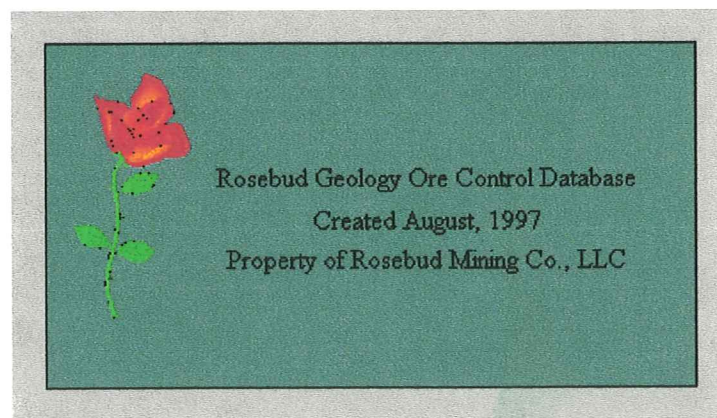 Rosebud Geology Ore Control Database
Created August, 1997
Property of Rosebud Mining Co., LLC